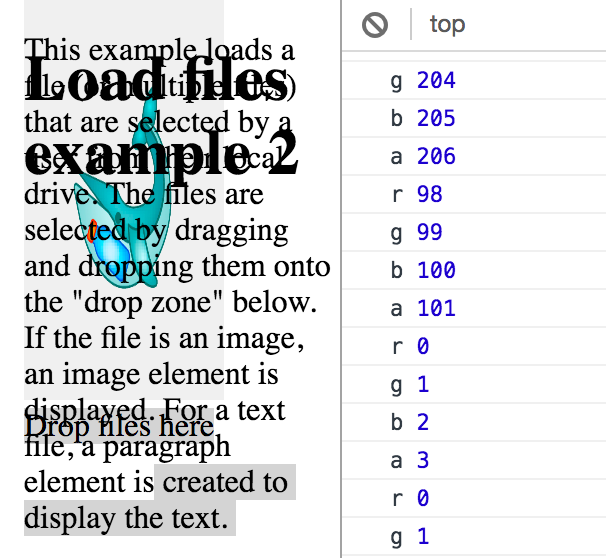 This example loads a
Load files
file (or multiple files)
that are selected by a
example 2
user from their local
drive. The files are
selected by dragging
and dropping them onto
the "drop zone" below.
If the file is an image,
an image element is
displayed. For a text
Drop files here
file, a paragraph
element is created to
display the text.
top
g 204
b 205
a 206
r 98
g 99
b 100
a 101
r 0
g 1
b 2
a 3
r 0
g 1